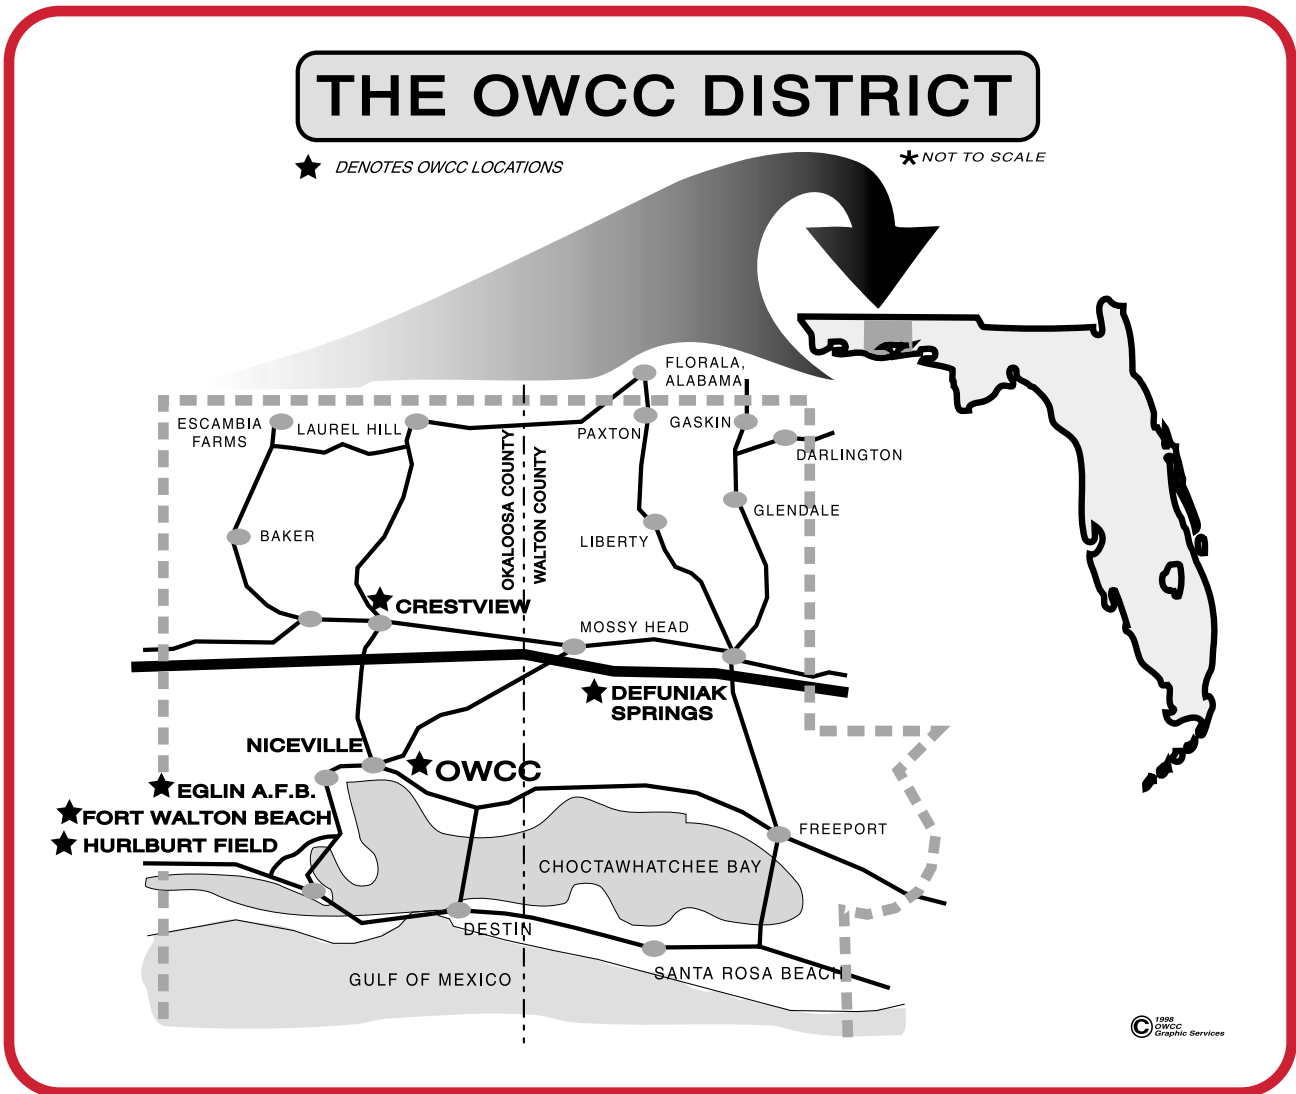 THE OWCC DISTRICT
★ DENOTES OWCC LOCATIONS
*NOT TO SCALE
FLORALA,
ALABAMA
ESCAMBIA
FARMS
LAUREL HILL
PAXTON
GASKIN
DARLINGTON
OKALOOSA COUNTY
WALTON COUNTY
GLENDALE
BAKER
LIBERTY
★ CRESTVIEW
MOSSY HEAD
★ DEFUNIAK
SPRINGS
NICEVILLE
★ OWCC
★ EGLIN A.F.B.
★ FORT WALTON BEACH
★ HURLBURT FIELD
FREEPORT
CHOCTAWHATCHEE BAY
DESTIN
SANTA ROSA BEACH
GULF OF MEXICO
© 1998
OWCC
Graphic Services